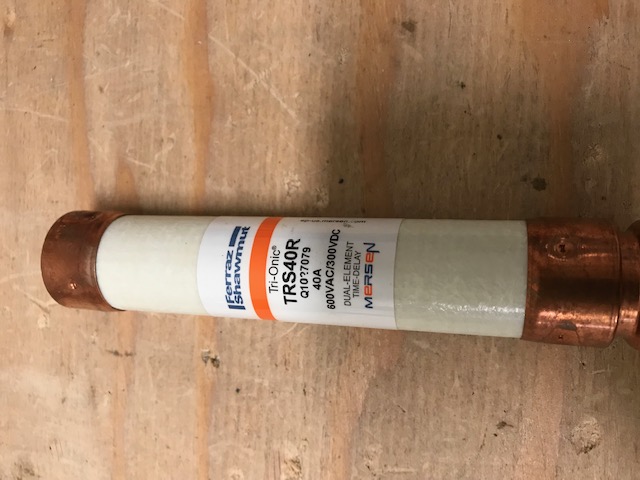 Ferraz
Shawmut
Tri-Onic®
TRS40R
Q1027079
40A
600VAC/300VDC
DUAL-ELEMENT
TIME-DELAY
MERSEN